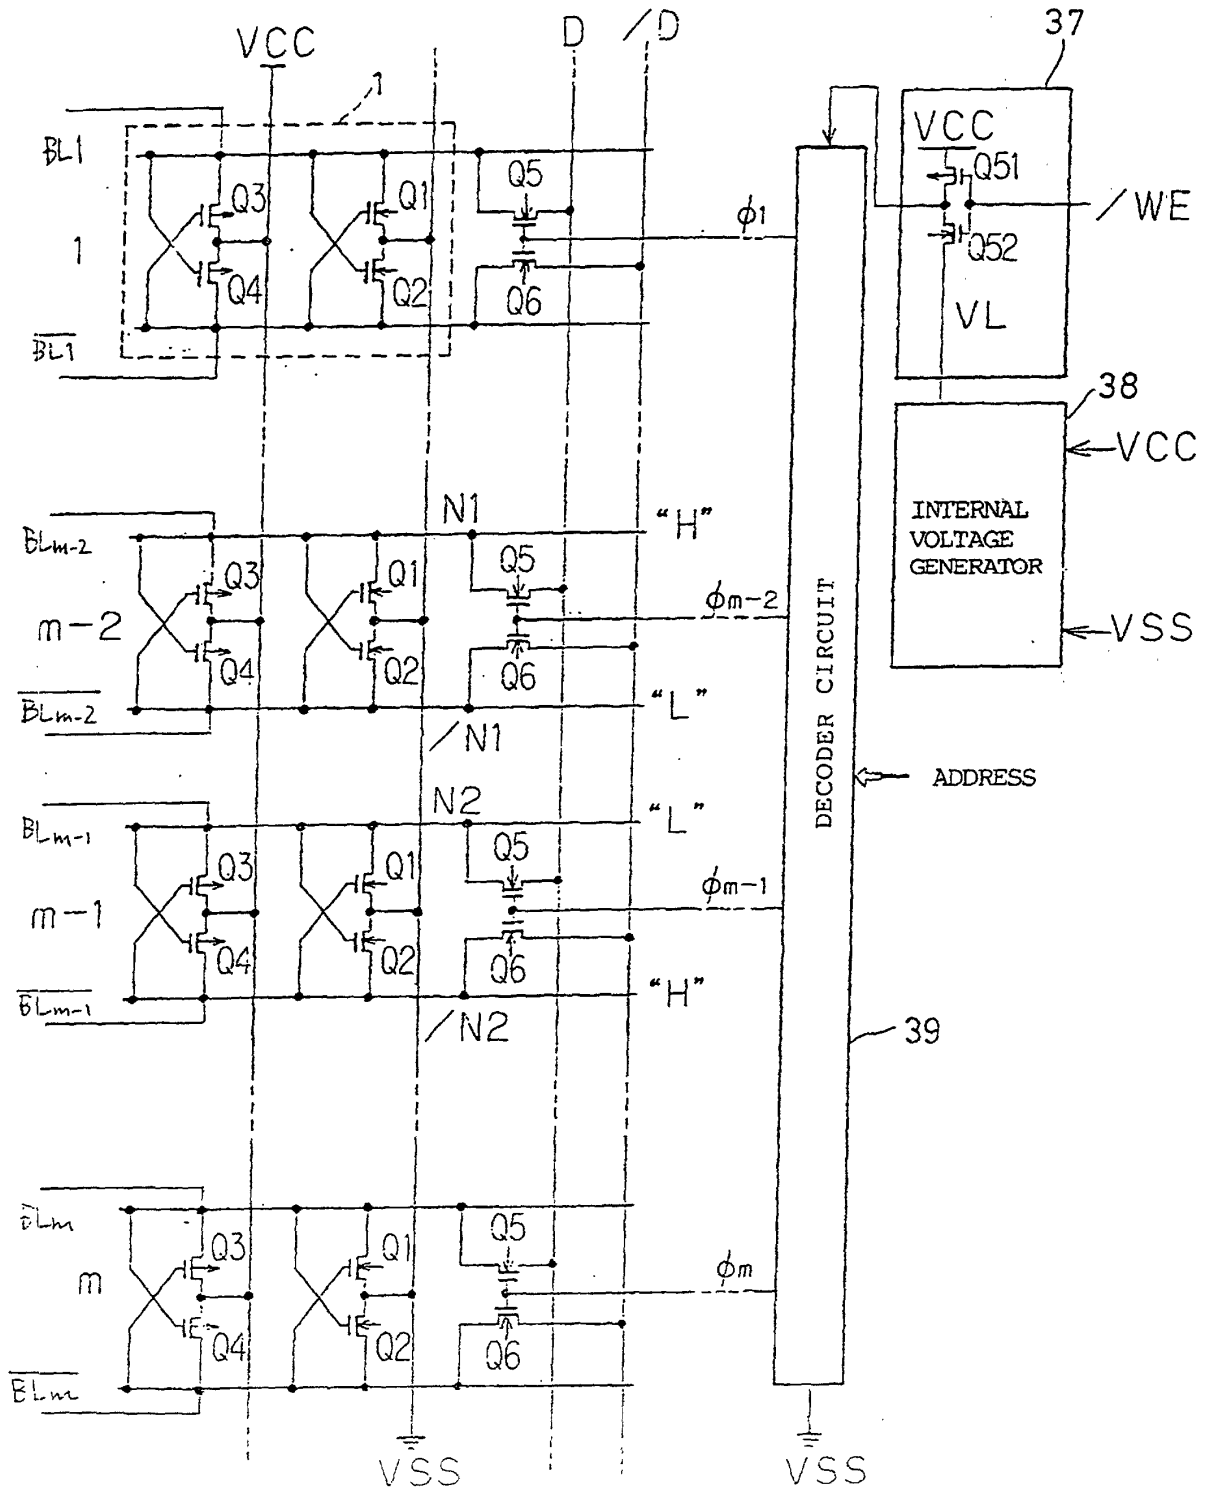 37
D /D
VCC
1
VCC
BL1
Q51
Q3 Q1 Q5
φ1
/WE
1
Q52
Q4 Q2 Q6
VL
BL1
38
VCC
N1 "H"
BLm-2
INTERNAL
VOLTAGE
GENERATOR
Q3 Q1 Q5
φm-2
m-2
VSS
Q4 Q2 Q6
BLm-2
"L"
/N1
DECODER CIRCUIT
ADDRESS
N2 "L"
BLm-1
Q3 Q1 Q5
φm-1
m-1
Q4 Q2 Q6
BLm-1
"H"
/N2
39
BLm
Q3 Q1 Q5
φm
m
Q4 Q2 Q6
BLm
VSS
VSS